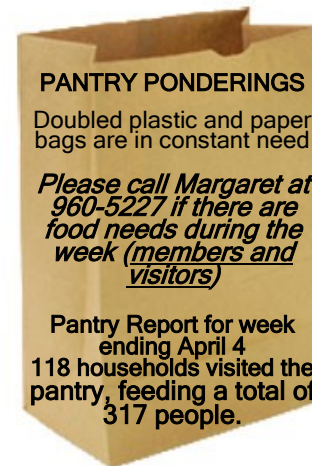 PANTRY PONDERINGS
Doubled plastic and paper
bags are in constant need
Please call Margaret at
960-5227 if there are
food needs during the
week (members and
visitors)
Pantry Report for week
ending April 4
118 households visited the
pantry, feeding a total of
317 people.